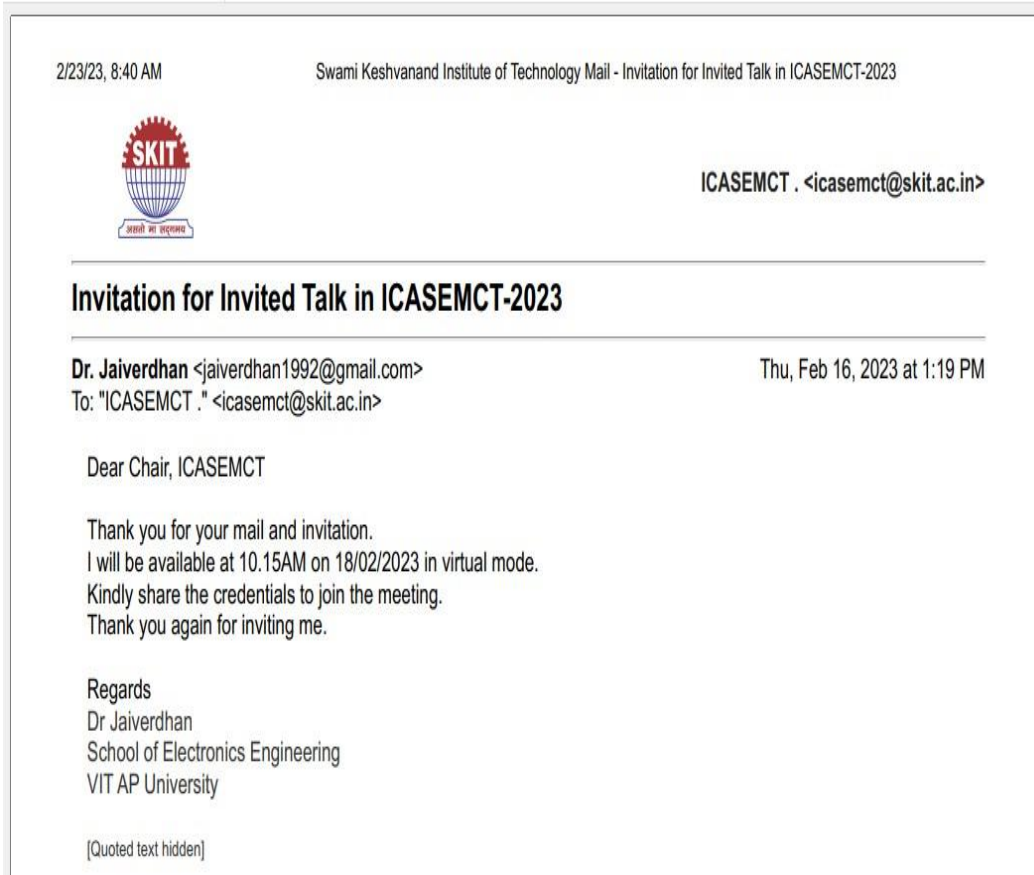 2/23/23, 8:40 AM
Swami Keshvanand Institute of Technology Mail - Invitation for Invited Talk in ICASEMCT-2023
SKIT
असतो मा सद्गमय
ICASEMCT . <icasemct@skit.ac.in>
Invitation for Invited Talk in ICASEMCT-2023
Dr. Jaiverdhan <jaiverdhan1992@gmail.com>
Thu, Feb 16, 2023 at 1:19 PM
To: "ICASEMCT ." <icasemct@skit.ac.in>
Dear Chair, ICASEMCT
Thank you for your mail and invitation.
I will be available at 10.15AM on 18/02/2023 in virtual mode.
Kindly share the credentials to join the meeting.
Thank you again for inviting me.
Regards
Dr Jaiverdhan
School of Electronics Engineering
VIT AP University
[Quoted text hidden]